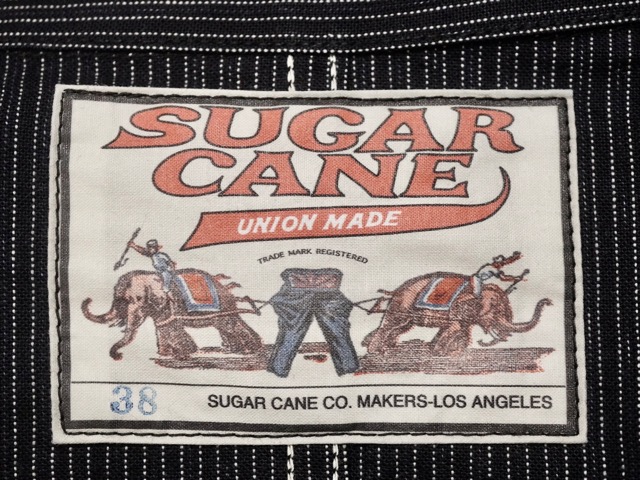 SUGAR
CANE
UNION MADE
TRADE MARK REGISTERED
38
SUGAR CANE CO. MAKERS-LOS ANGELES